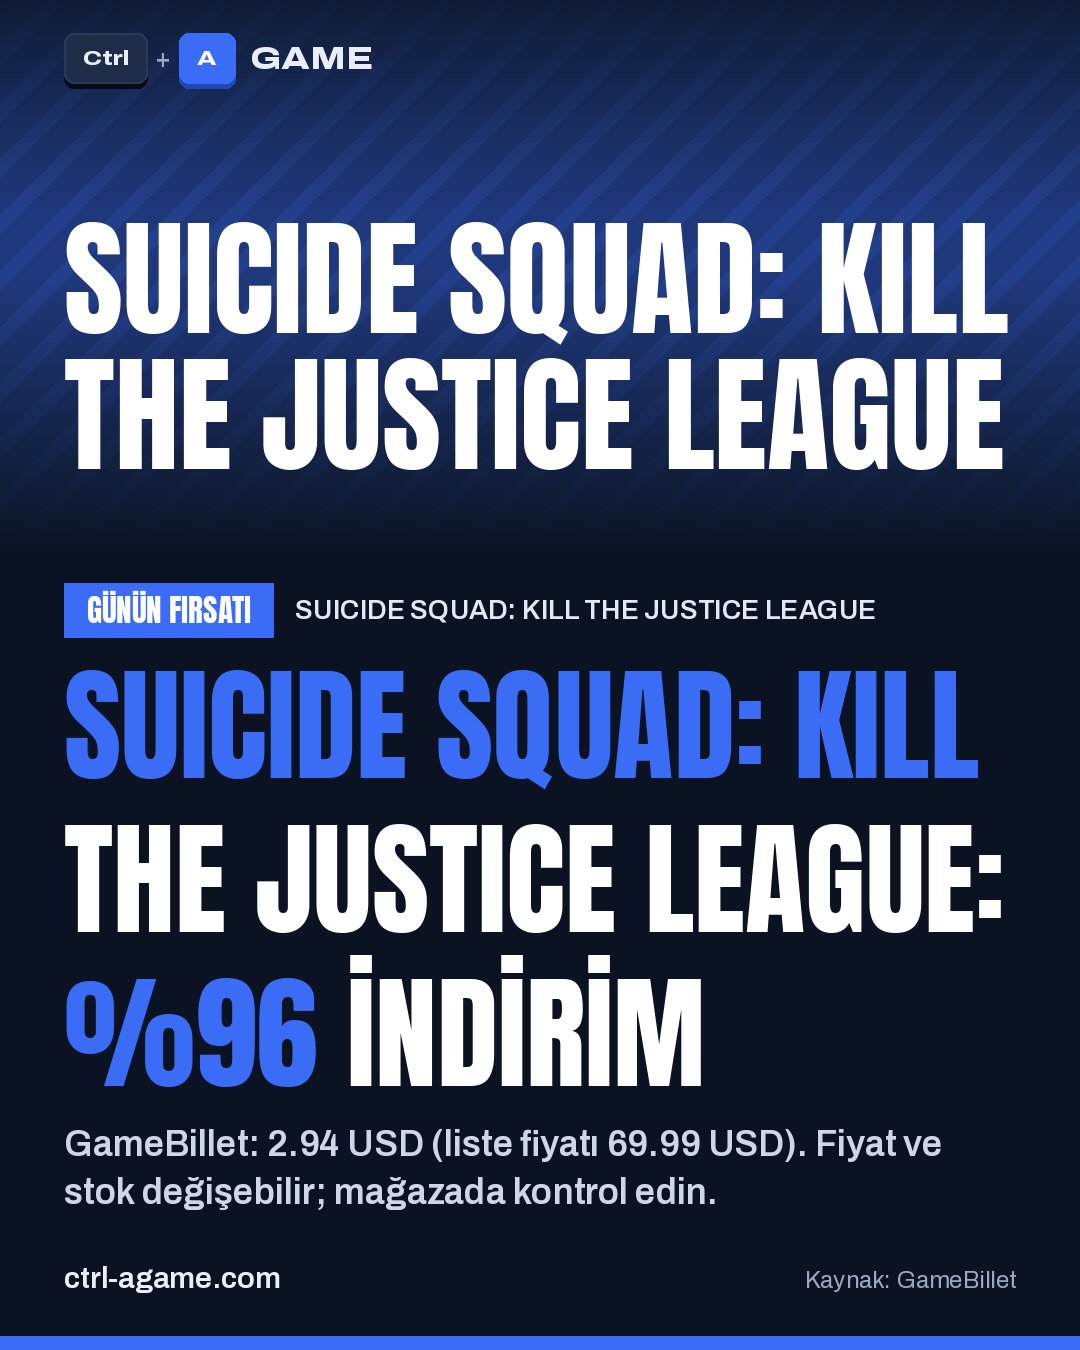 Ctrl + A GAME
SUICIDE SQUAD: KILL
THE JUSTICE LEAGUE
GÜNÜN FIRSATI SUICIDE SQUAD: KILL THE JUSTICE LEAGUE
SUICIDE SQUAD: KILL
THE JUSTICE LEAGUE:
%96 İNDİRİM
GameBillet: 2.94 USD (liste fiyatı 69.99 USD). Fiyat ve
stok değişebilir; mağazada kontrol edin.
ctrl-agame.com Kaynak: GameBillet